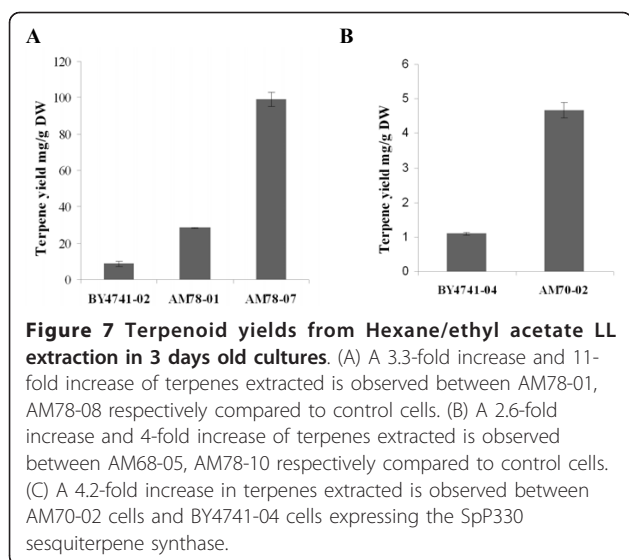 A
B
Terpene yield mg/g DW
120
100
80
60
40
20
0
BY4741-02 AM78-01 AM78-07
Terpene yield mg/g DW
6
5
4
3
2
1
0
BY4741-04 AM70-02
Figure 7 Terpenoid yields from Hexane/ethyl acetate LL
extraction in 3 days old cultures. (A) A 3.3-fold increase and 11-
fold increase of terpenes extracted is observed between AM78-01,
AM78-08 respectively compared to control cells. (B) A 2.6-fold
increase and 4-fold increase of terpenes extracted is observed
between AM68-05, AM78-10 respectively compared to control cells.
(C) A 4.2-fold increase in terpenes extracted is observed between
AM70-02 cells and BY4741-04 cells expressing the SpP330
sesquiterpene synthase.